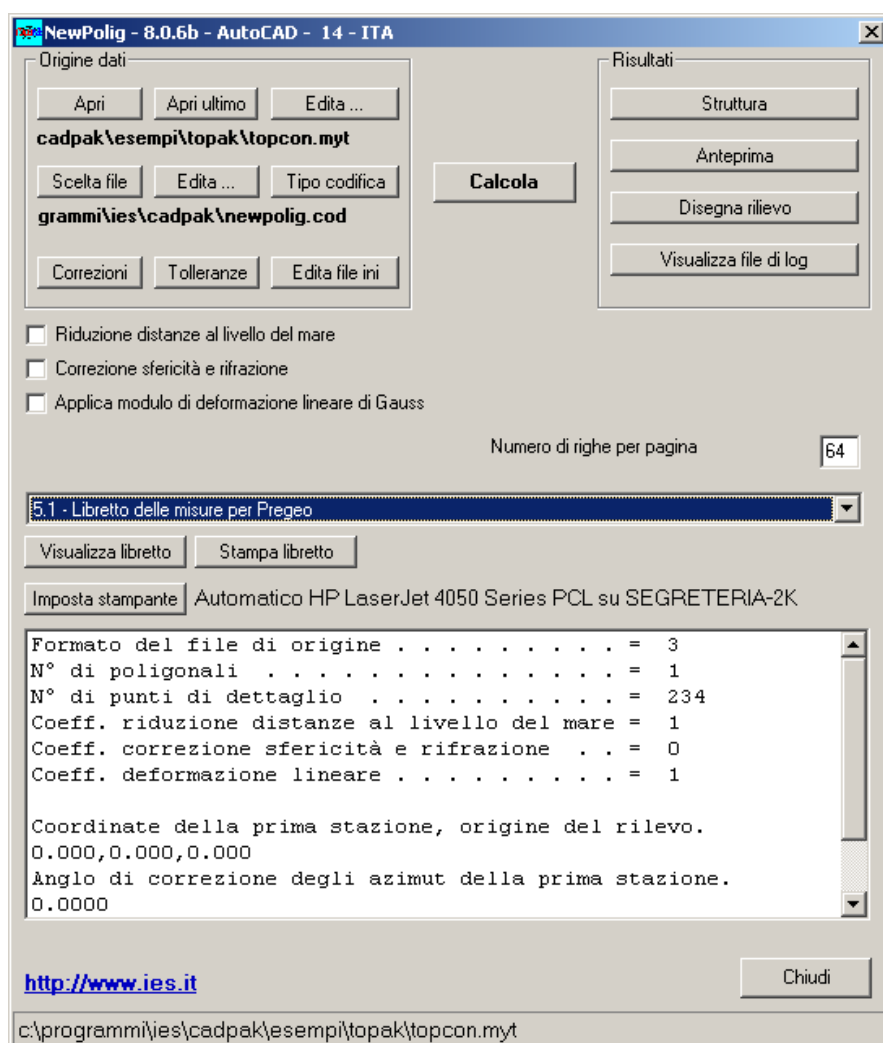 NewPolig - 8.0.6b - AutoCAD - 14 - ITA
Origine dati
Apri Apri ultimo Edita ...
cadpak\esempi\topak\topcon.myt
Scelta file Edita ... Tipo codifica
grammi\ies\cadpak\newpolig.cod
Correzioni Tolleranze Edita file ini
Calcola
Risultati
Struttura
Anteprima
Disegna rilievo
Visualizza file di log
Riduzione distanze al livello del mare
Correzione sfericità e rifrazione
Applica modulo di deformazione lineare di Gauss
Numero di righe per pagina 64
5.1 - Libretto delle misure per Pregeo
Visualizza libretto Stampa libretto
Imposta stampante Automatico HP LaserJet 4050 Series PCL su SEGRETERIA-2K
Formato del file di origine . . . . . . . . . . = 3
N° di poligonali . . . . . . . . . . . . . . = 1
N° di punti di dettaglio . . . . . . . . . . = 234
Coeff. riduzione distanze al livello del mare = 1
Coeff. correzione sfericità e rifrazione . . = 0
Coeff. deformazione lineare . . . . . . . . . = 1
Coordinate della prima stazione, origine del rilevo.
0.000,0.000,0.000
Anglo di correzione degli azimut della prima stazione.
0.0000
http://www.ies.it
Chiudi
c:\programmi\ies\cadpak\esempi\topak\topcon.myt